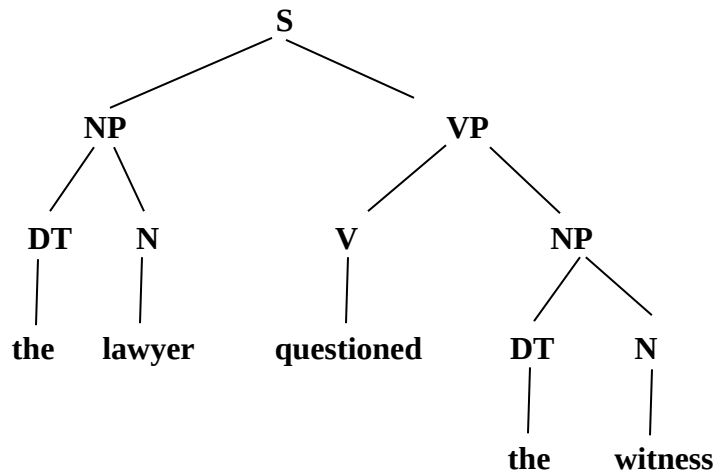 S
NP VP
DT N V NP
the lawyer questioned DT N
the witness